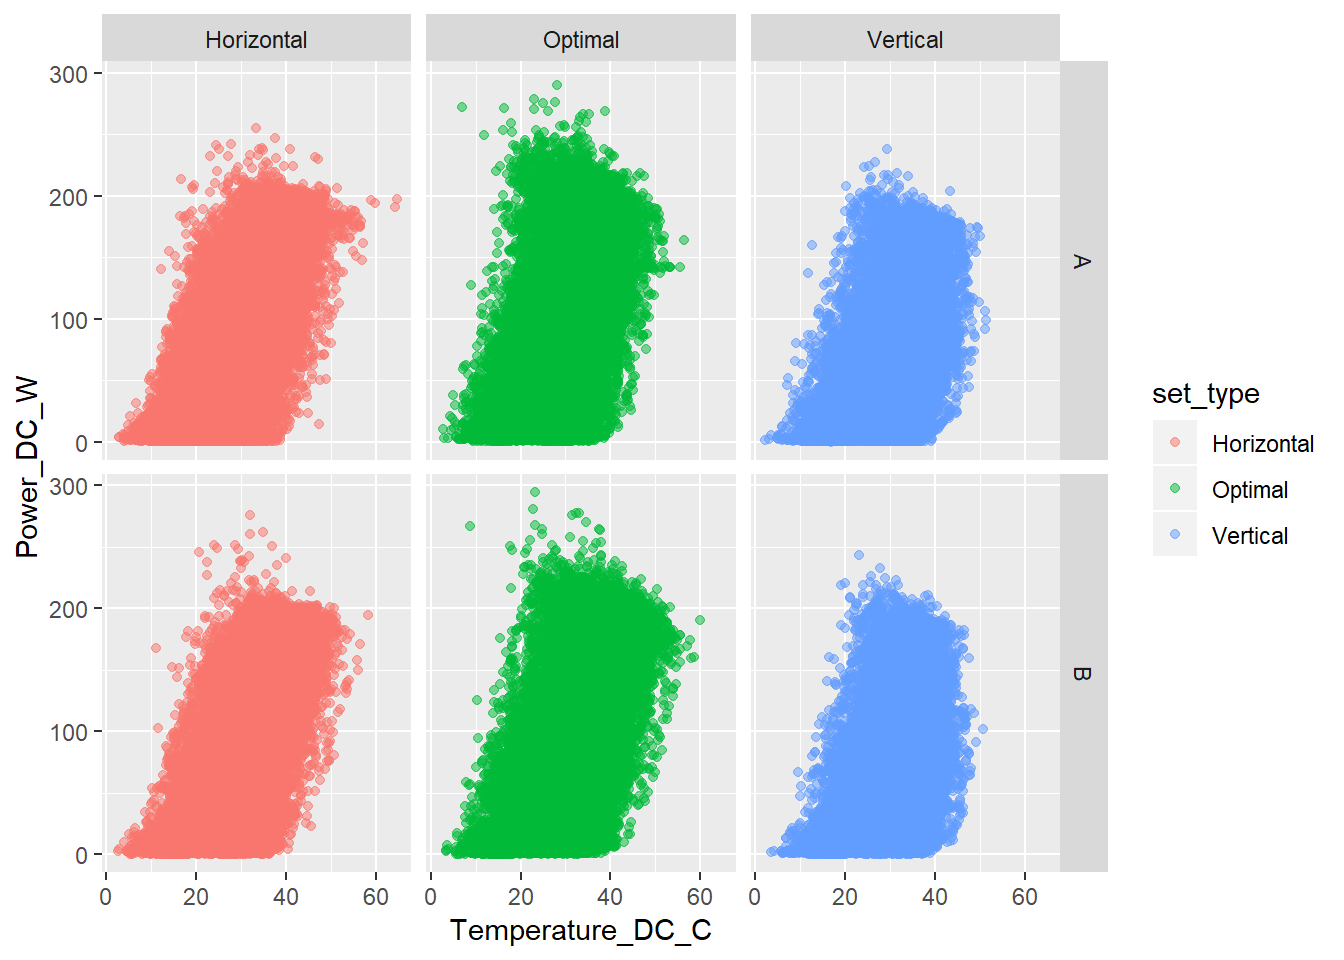 Horizontal Optimal Vertical
300
200
100
0
A
300
200
100
0
B
Power_DC_W
0 20 40 60 0 20 40 60 0 20 40 60
Temperature_DC_C
set_type
Horizontal
Optimal
Vertical